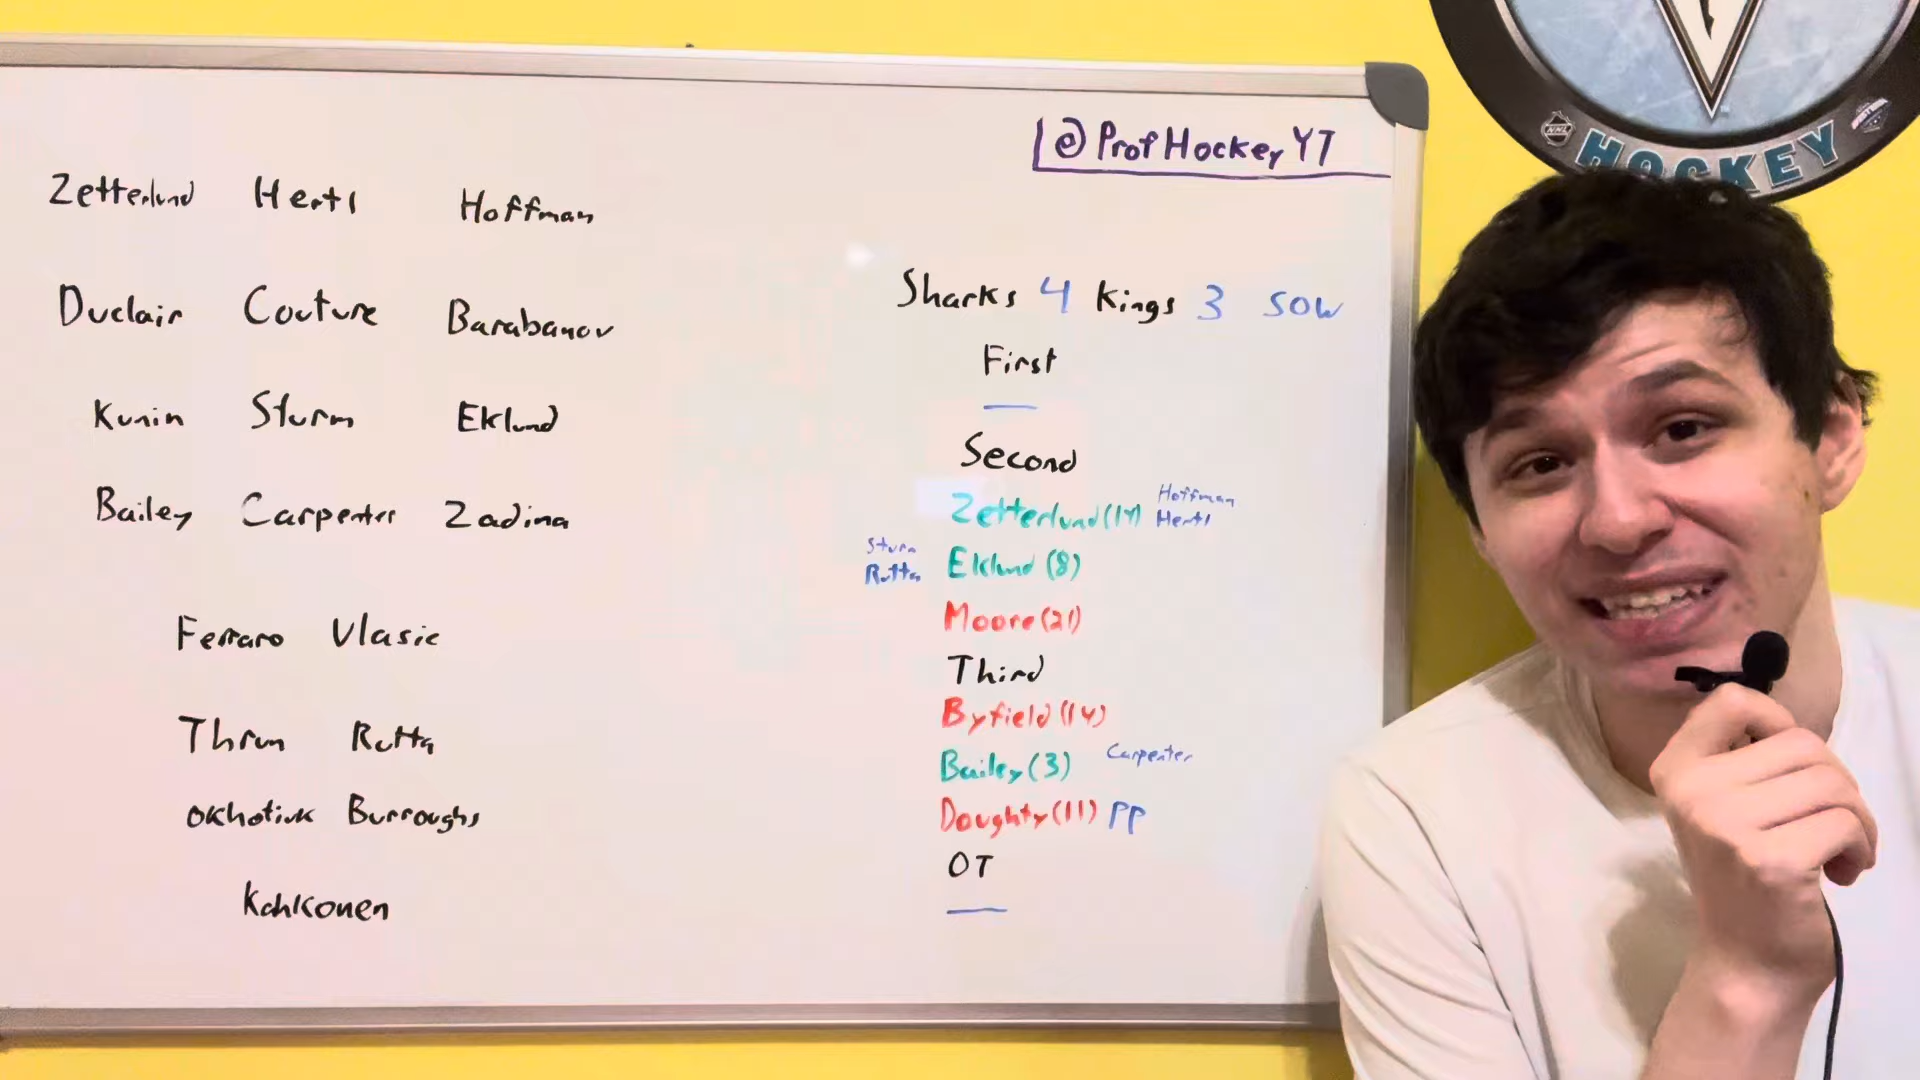 @ProfHockeyYT
NHL
HOCKEY
Zetterlund Hertl Hoffman
Duclair Couture Barabanov
Kunin Sturm Eklund
Bailey Carpenter Zadina
Ferraro Vlasic
Thrun Rutta
Okhotiuk Burroughs
Kahkonen
Sharks 4 Kings 3 SOW
First
—
Second
Zetterlund (14) Hoffman
Hertl
Sturm
Rutta Eklund (8)
Moore (21)
Third
Byfield (14)
Bailey (3) Carpenter
Doughty (11) PP
OT
—